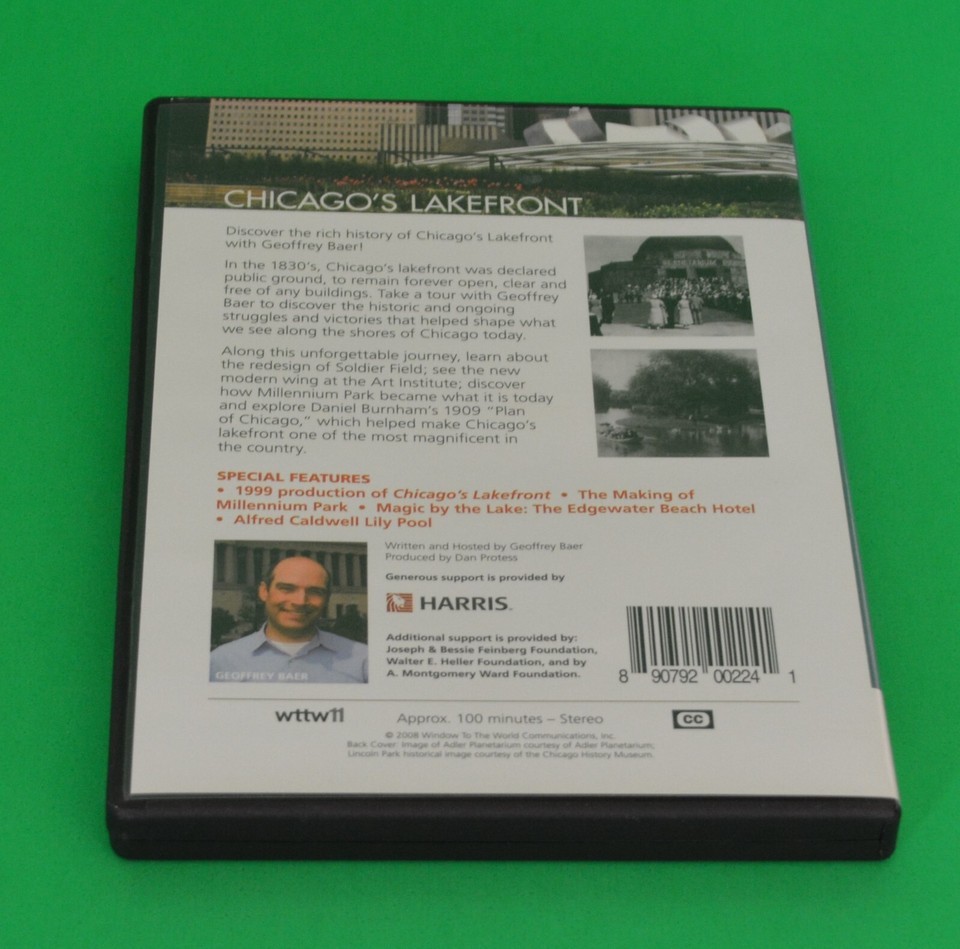 CHICAGO'S LAKEFRONT
Discover the rich history of Chicago's Lakefront
with Geoffrey Baer!
In the 1830's, Chicago's lakefront was declared
public ground, to remain forever open, clear and
free of any buildings. Take a tour with Geoffrey
Baer to discover the historic and ongoing
struggles and victories that helped shape what
we see along the shores of Chicago today.
Along this unforgettable journey, learn about
the redesign of Soldier Field; see the new
modern wing at the Art Institute; discover
how Millennium Park became what it is today
and explore Daniel Burnham's 1909 "Plan
of Chicago," which helped make Chicago's
lakefront one of the most magnificent in
the country.
SPECIAL FEATURES
• 1999 production of Chicago's Lakefront • The Making of
Millennium Park • Magic by the Lake: The Edgewater Beach Hotel
• Alfred Caldwell Lily Pool
GEOFFREY BAER
Written and Hosted by Geoffrey Baer
Produced by Dan Protess
Generous support is provided by
HARRIS
Additional support is provided by:
Joseph & Bessie Feinberg Foundation,
Walter E. Heller Foundation, and by
A. Montgomery Ward Foundation.
8 90792 00224 1
wttw11 Approx. 100 minutes – Stereo CC
© 2008 Window To The World Communications, Inc.
Back Cover: Image of Adler Planetarium courtesy of Adler Planetarium;
Lincoln Park historical image courtesy of the Chicago History Museum.